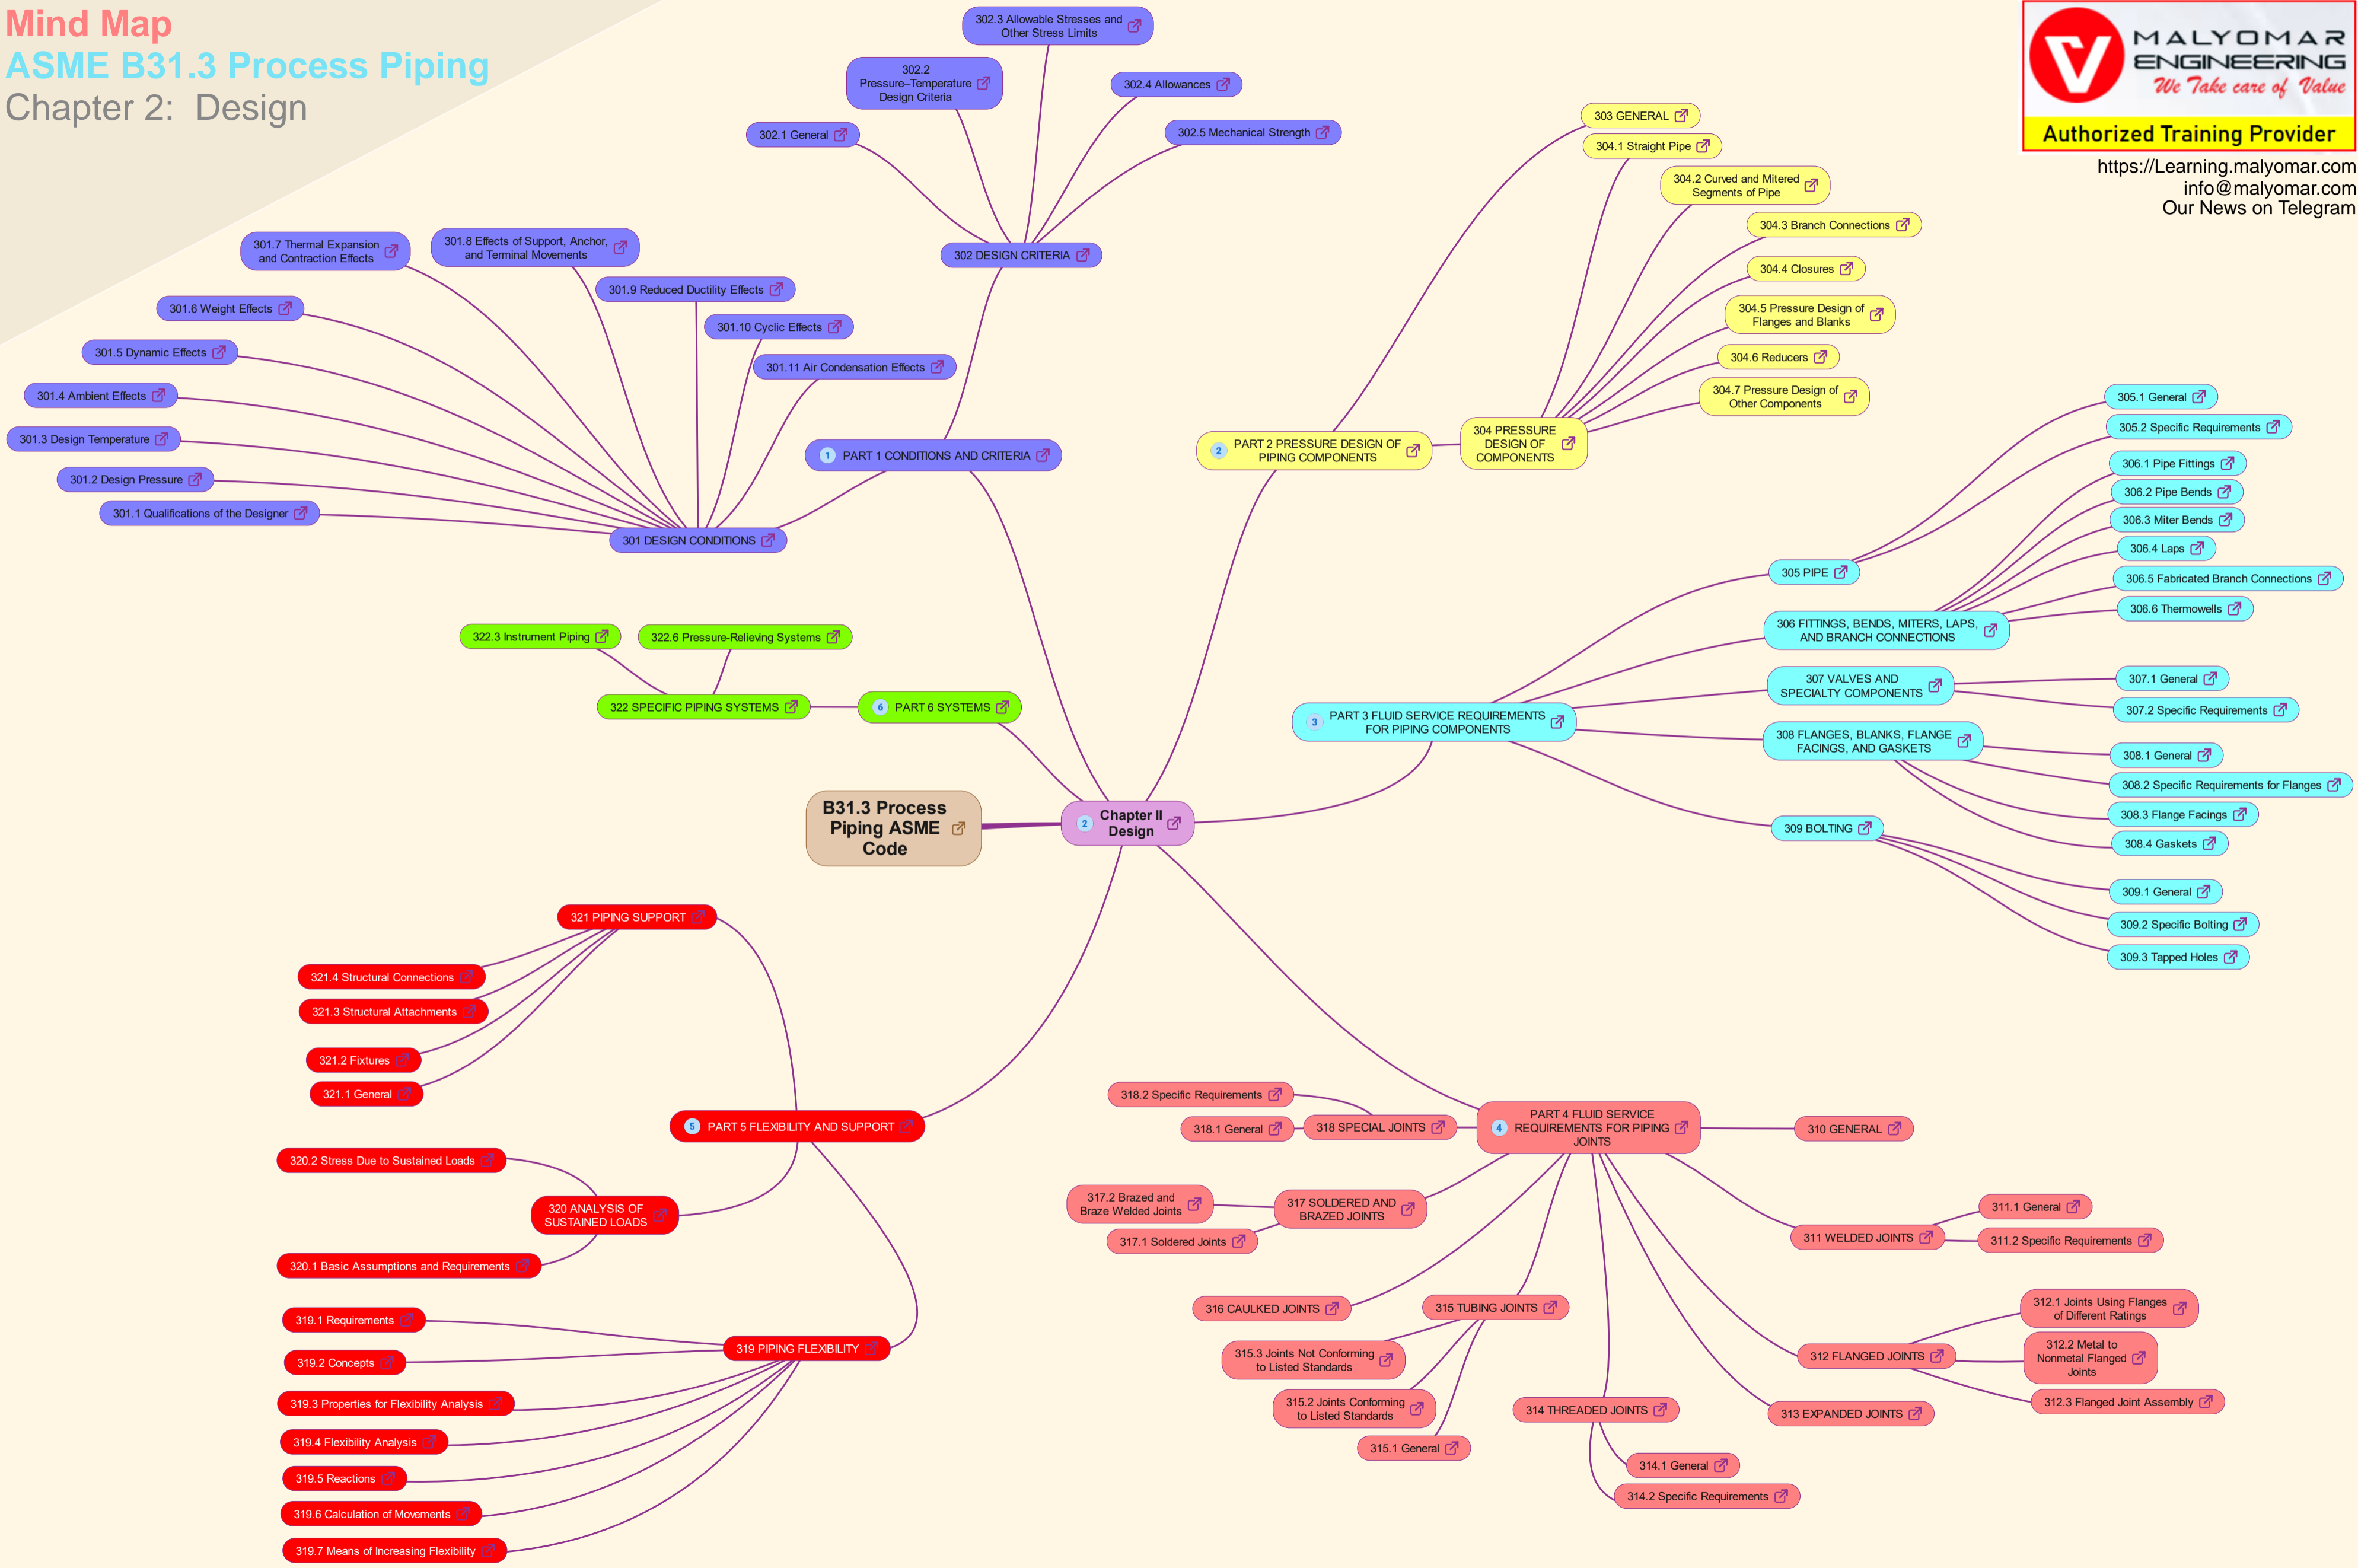 Mind Map
ASME B31.3 Process Piping
Chapter 2: Design
MALYOMAR
ENGINEERING
We Take care of Value
Authorized Training Provider
https://Learning.malyomar.com
info@malyomar.com
Our News on Telegram
302.3 Allowable Stresses and
Other Stress Limits
302.2
Pressure–Temperature
Design Criteria
302.4 Allowances
302.1 General
302.5 Mechanical Strength
302 DESIGN CRITERIA
301.7 Thermal Expansion
and Contraction Effects
301.8 Effects of Support, Anchor,
and Terminal Movements
301.9 Reduced Ductility Effects
301.6 Weight Effects
301.10 Cyclic Effects
301.5 Dynamic Effects
301.11 Air Condensation Effects
301.4 Ambient Effects
301.3 Design Temperature
301.2 Design Pressure
301.1 Qualifications of the Designer
301 DESIGN CONDITIONS
1 PART 1 CONDITIONS AND CRITERIA
303 GENERAL
304.1 Straight Pipe
304.2 Curved and Mitered
Segments of Pipe
304.3 Branch Connections
304.4 Closures
304.5 Pressure Design of
Flanges and Blanks
304.6 Reducers
304.7 Pressure Design of
Other Components
2 PART 2 PRESSURE DESIGN OF
PIPING COMPONENTS
304 PRESSURE
DESIGN OF
COMPONENTS
305.1 General
305.2 Specific Requirements
306.1 Pipe Fittings
306.2 Pipe Bends
306.3 Miter Bends
306.4 Laps
306.5 Fabricated Branch Connections
306.6 Thermowells
305 PIPE
306 FITTINGS, BENDS, MITERS, LAPS,
AND BRANCH CONNECTIONS
307 VALVES AND
SPECIALTY COMPONENTS
307.1 General
307.2 Specific Requirements
3 PART 3 FLUID SERVICE REQUIREMENTS
FOR PIPING COMPONENTS
308 FLANGES, BLANKS, FLANGE
FACINGS, AND GASKETS
308.1 General
308.2 Specific Requirements for Flanges
308.3 Flange Facings
308.4 Gaskets
309 BOLTING
309.1 General
309.2 Specific Bolting
309.3 Tapped Holes
322.3 Instrument Piping
322.6 Pressure-Relieving Systems
322 SPECIFIC PIPING SYSTEMS
6 PART 6 SYSTEMS
B31.3 Process
Piping ASME
Code
2 Chapter II
Design
321 PIPING SUPPORT
321.4 Structural Connections
321.3 Structural Attachments
321.2 Fixtures
321.1 General
5 PART 5 FLEXIBILITY AND SUPPORT
320.2 Stress Due to Sustained Loads
320 ANALYSIS OF
SUSTAINED LOADS
320.1 Basic Assumptions and Requirements
319.1 Requirements
319 PIPING FLEXIBILITY
319.2 Concepts
319.3 Properties for Flexibility Analysis
319.4 Flexibility Analysis
319.5 Reactions
319.6 Calculation of Movements
319.7 Means of Increasing Flexibility
318.2 Specific Requirements
318.1 General
318 SPECIAL JOINTS
4 PART 4 FLUID SERVICE
REQUIREMENTS FOR PIPING
JOINTS
310 GENERAL
317.2 Brazed and
Braze Welded Joints
317 SOLDERED AND
BRAZED JOINTS
317.1 Soldered Joints
311.1 General
311 WELDED JOINTS
311.2 Specific Requirements
316 CAULKED JOINTS
315 TUBING JOINTS
315.3 Joints Not Conforming
to Listed Standards
315.2 Joints Conforming
to Listed Standards
315.1 General
312.1 Joints Using Flanges
of Different Ratings
312 FLANGED JOINTS
312.2 Metal to
Nonmetal Flanged
Joints
312.3 Flanged Joint Assembly
314 THREADED JOINTS
313 EXPANDED JOINTS
314.1 General
314.2 Specific Requirements